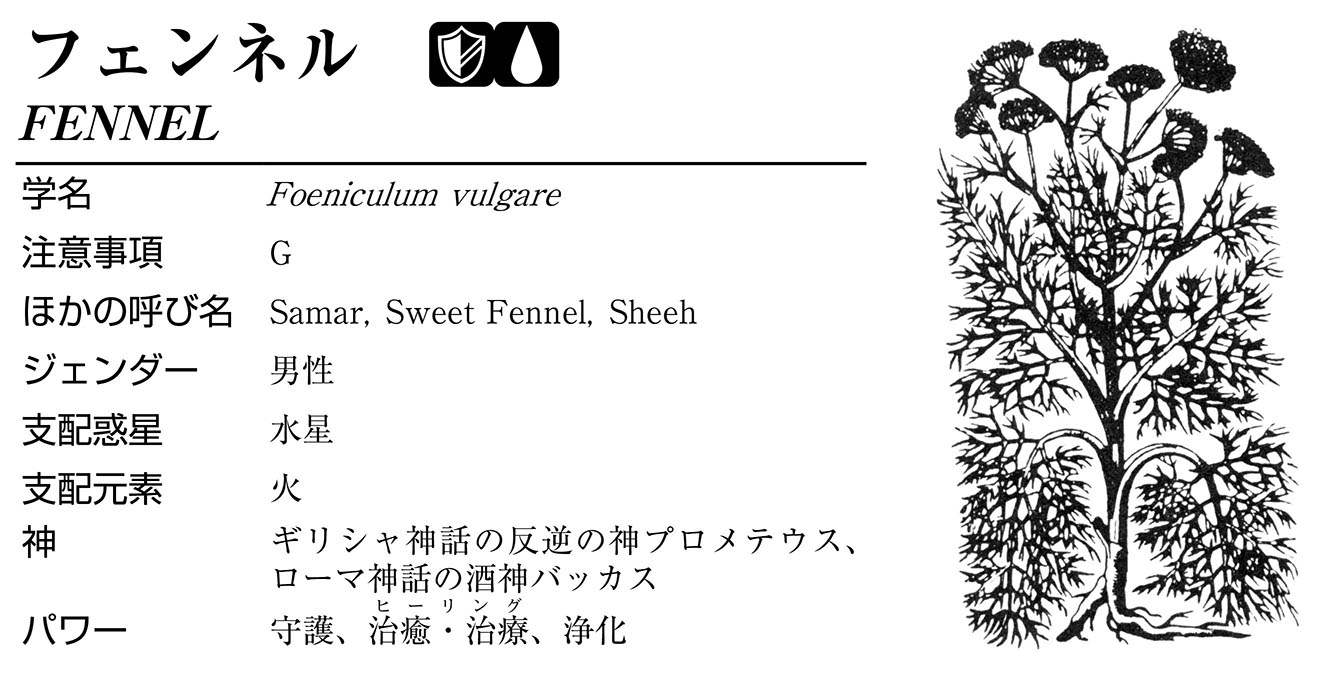 フェンネル
FENNEL
学名 Foeniculum vulgare
注意事項 G
ほかの呼び名 Samar, Sweet Fennel, Sheeh
ジェンダー 男性
支配惑星 水星
支配元素 火
神 ギリシャ神話の反逆の神プロメテウス、
ローマ神話の酒神バッカス
ヒーリング
パワー 守護、治癒・治療、浄化